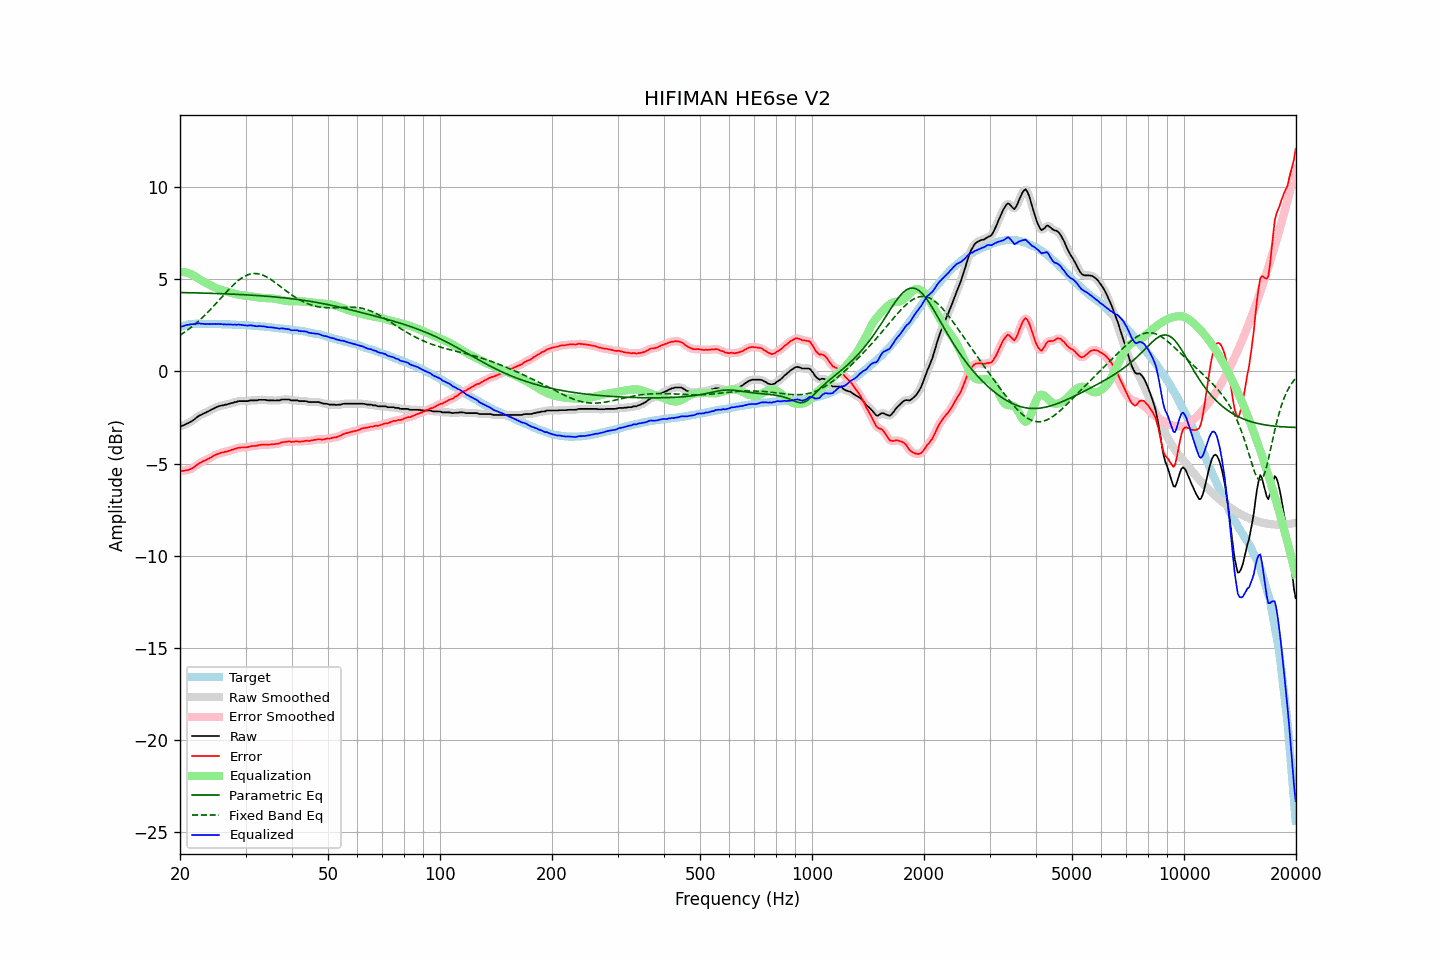 HIFIMAN HE6se V2
10
5
0
−5
−10
−15
−20
−25
Amplitude (dBr)
Target
Raw Smoothed
Error Smoothed
Raw
Error
Equalization
Parametric Eq
Fixed Band Eq
Equalized
20 50 100 200 500 1000 2000 5000 10000 20000
Frequency (Hz)